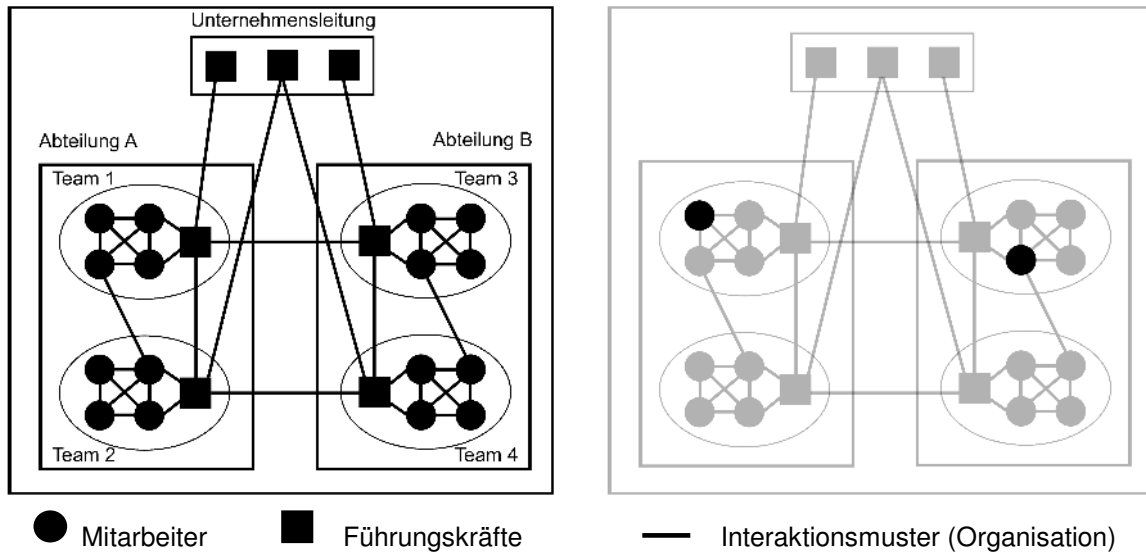 Unternehmensleitung
Abteilung A
Abteilung B
Team 1
Team 3
Team 2
Team 4
Mitarbeiter
Führungskräfte
Interaktionsmuster (Organisation)